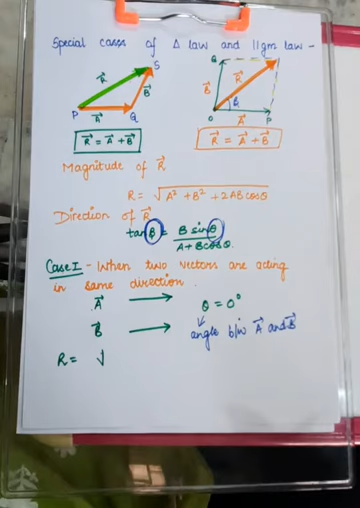 Special cases of Δ law and ||gm law -
S
R⃗
B⃗
P
A⃗
Q
R⃗ = A⃗ + B⃗
B⃗
R⃗
O
A⃗
P
R⃗ = A⃗ + B⃗
Magnitude of R⃗
R = √A² + B² + 2AB cosθ
Direction of R⃗
tan β = B sinθ
A + B cosθ.
Case I - When two vectors are acting
in same direction.
A⃗ → θ = 0°
B⃗ → angle b/w A⃗ and B⃗
R = √